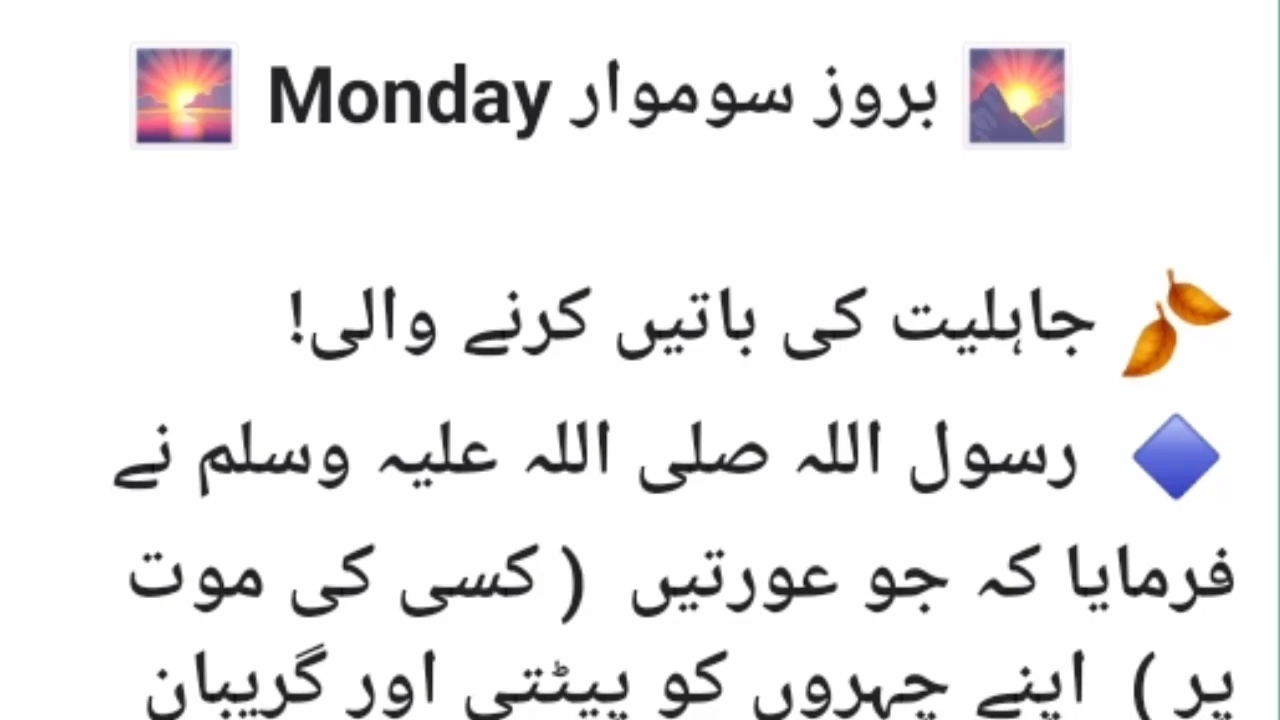 🌄 بروز سوموار Monday 🌅
🍂 جاہلیت کی باتیں کرنے والی!
🔷 رسول اللہ صلی اللہ علیہ وسلم نے
فرمایا کہ جو عورتیں ( کسی کی موت
پر ) اپنے چہروں کو پیٹتی اور گریبان